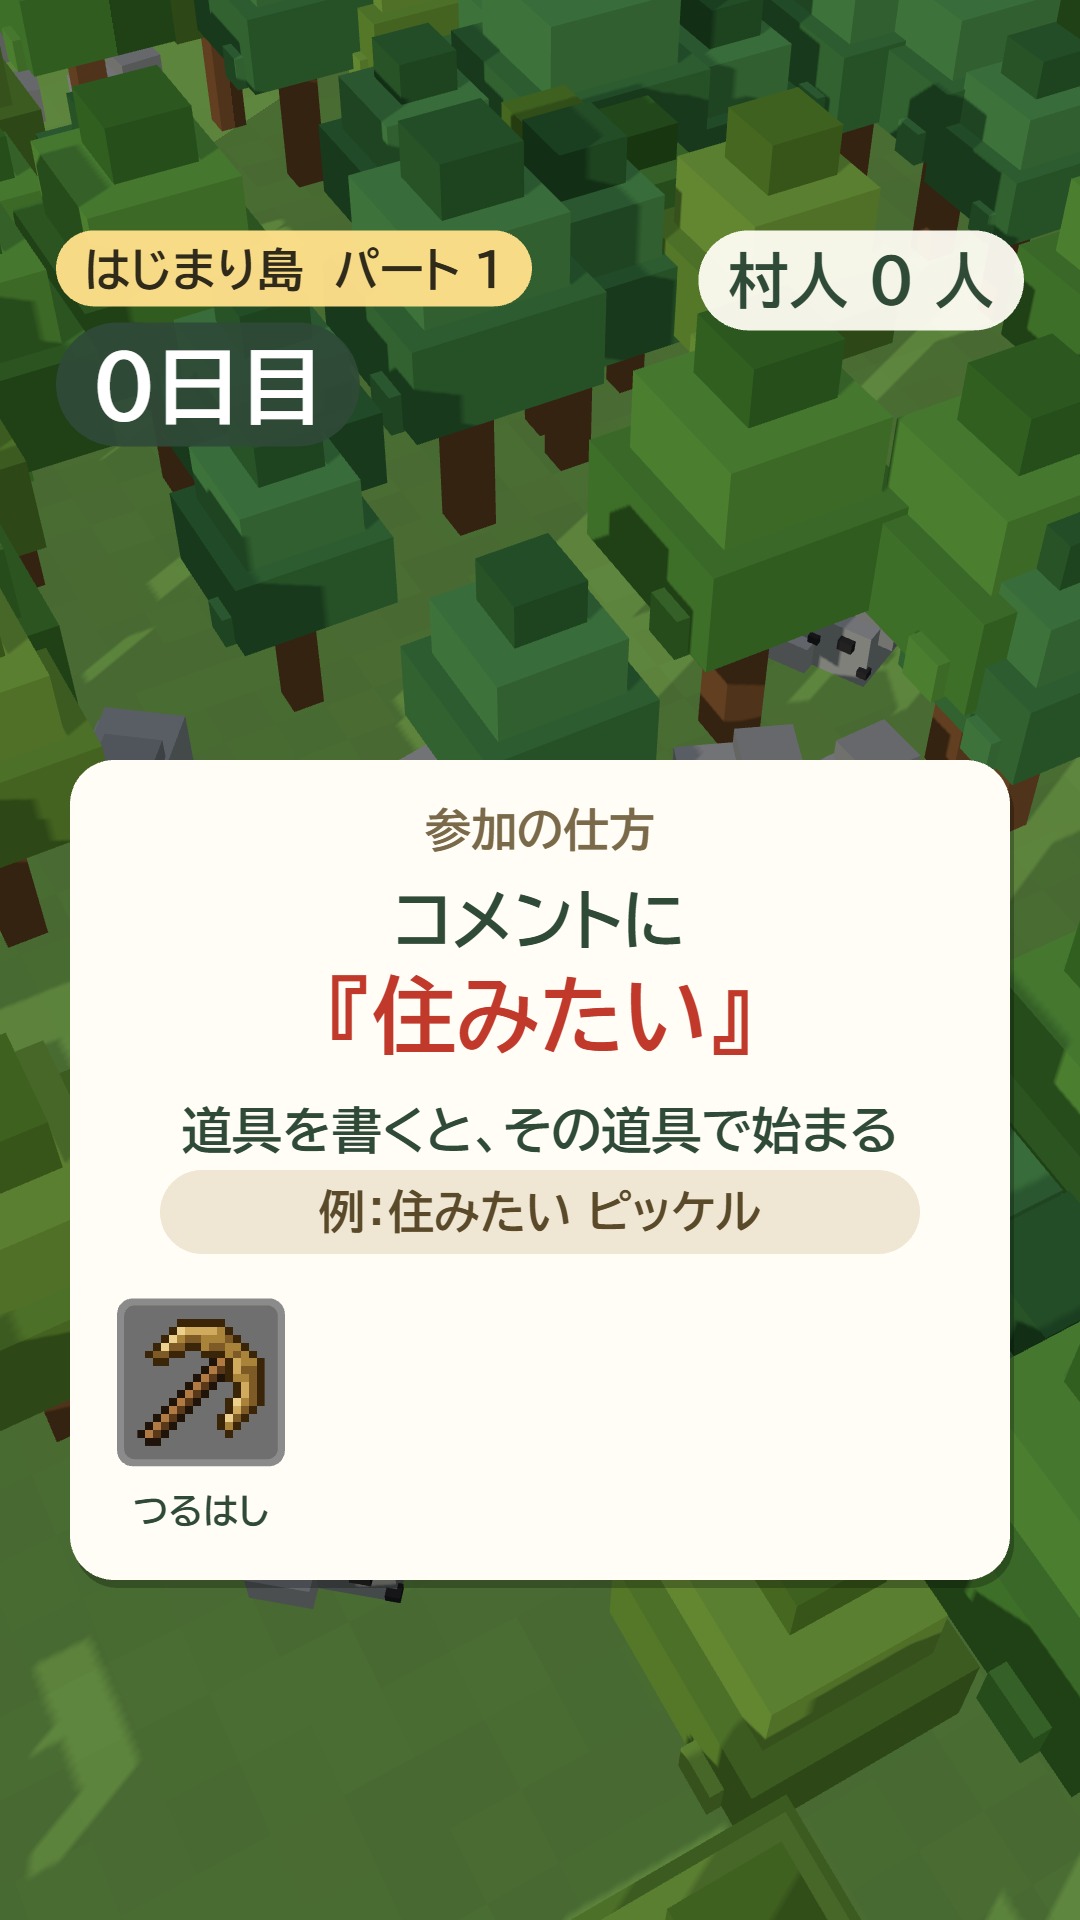 はじまり島 パート 1
村人 0 人
0日目
参加の仕方
コメントに
『住みたい』
道具を書くと、その道具で始まる
例:住みたい ピッケル
つるはし